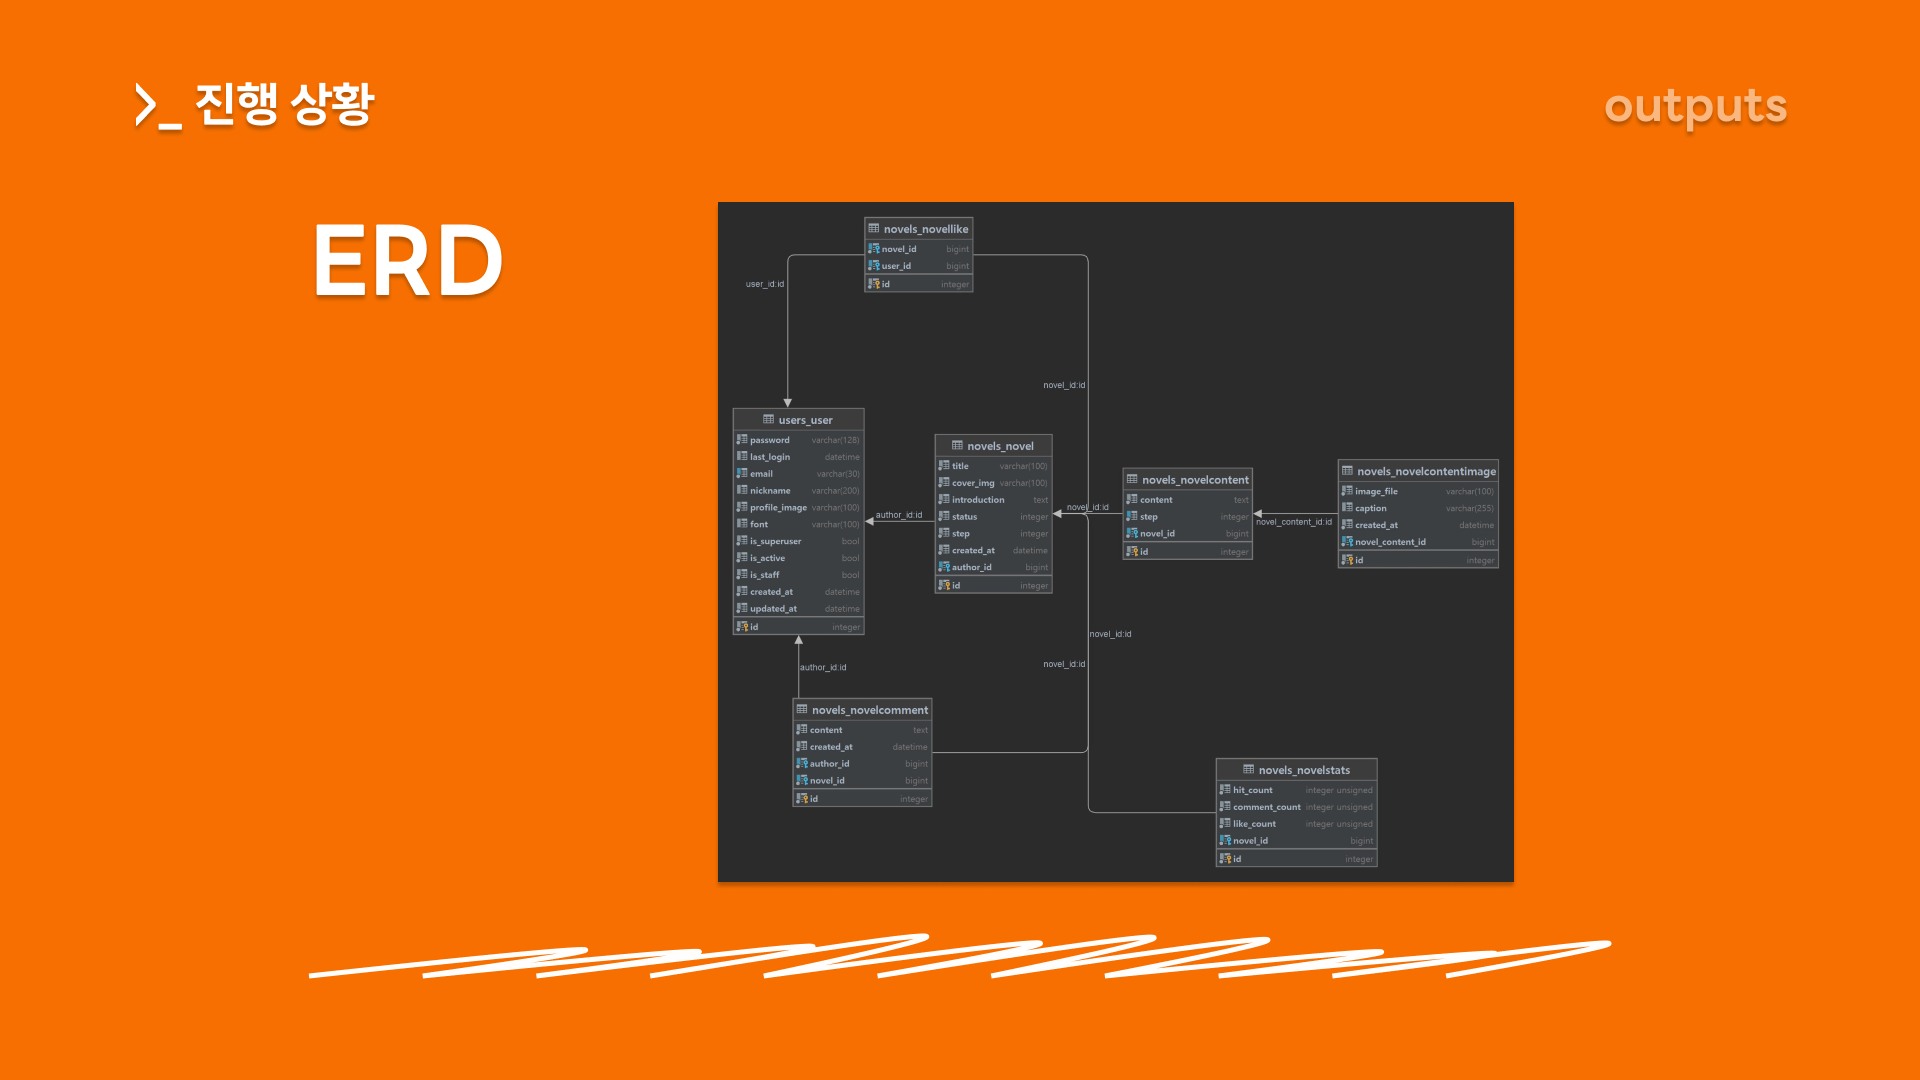 >_ 진행 상황
outputs
ERD
novels_novellike
novel_id bigint
user_id bigint
id integer
user_id:id
novel_id:id
users_user
password varchar(128)
last_login datetime
email varchar(30)
nickname varchar(200)
profile_image varchar(100)
font varchar(100)
is_superuser bool
is_active bool
is_staff bool
created_at datetime
updated_at datetime
id integer
author_id:id
novels_novel
title varchar(100)
cover_img varchar(100)
introduction text
status integer
step integer
created_at datetime
author_id bigint
id integer
novel_id:id
novels_novelcontent
content text
step integer
novel_id bigint
id integer
novel_content_id:id
novels_novelcontentimage
image_file varchar(100)
caption varchar(255)
created_at datetime
novel_content_id bigint
id integer
novel_id:id
novel_id:id
author_id:id
novels_novelcomment
content text
created_at datetime
author_id bigint
novel_id bigint
id integer
novels_novelstats
hit_count integer unsigned
comment_count integer unsigned
like_count integer unsigned
novel_id bigint
id integer